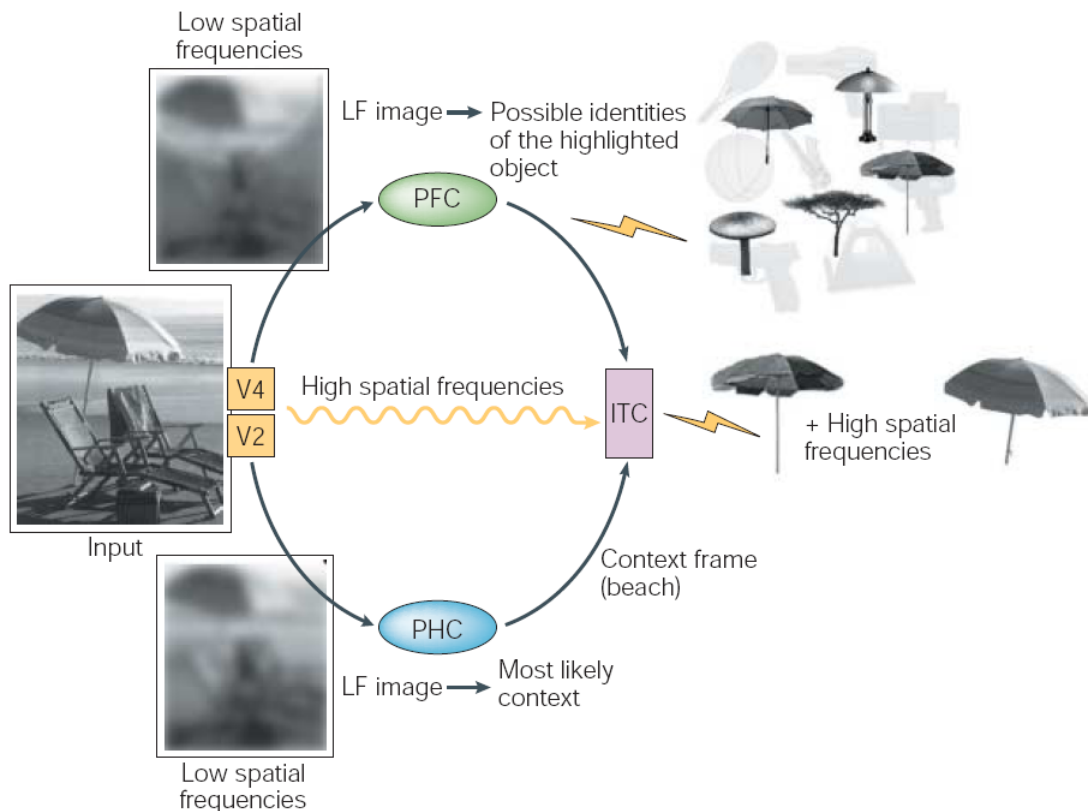 Low spatial
frequencies
LF image
Possible identities
of the highlighted
object
PFC
V4
V2
High spatial frequencies
ITC
+ High spatial
frequencies
Input
Context frame
(beach)
PHC
LF image
Most likely
context
Low spatial
frequencies